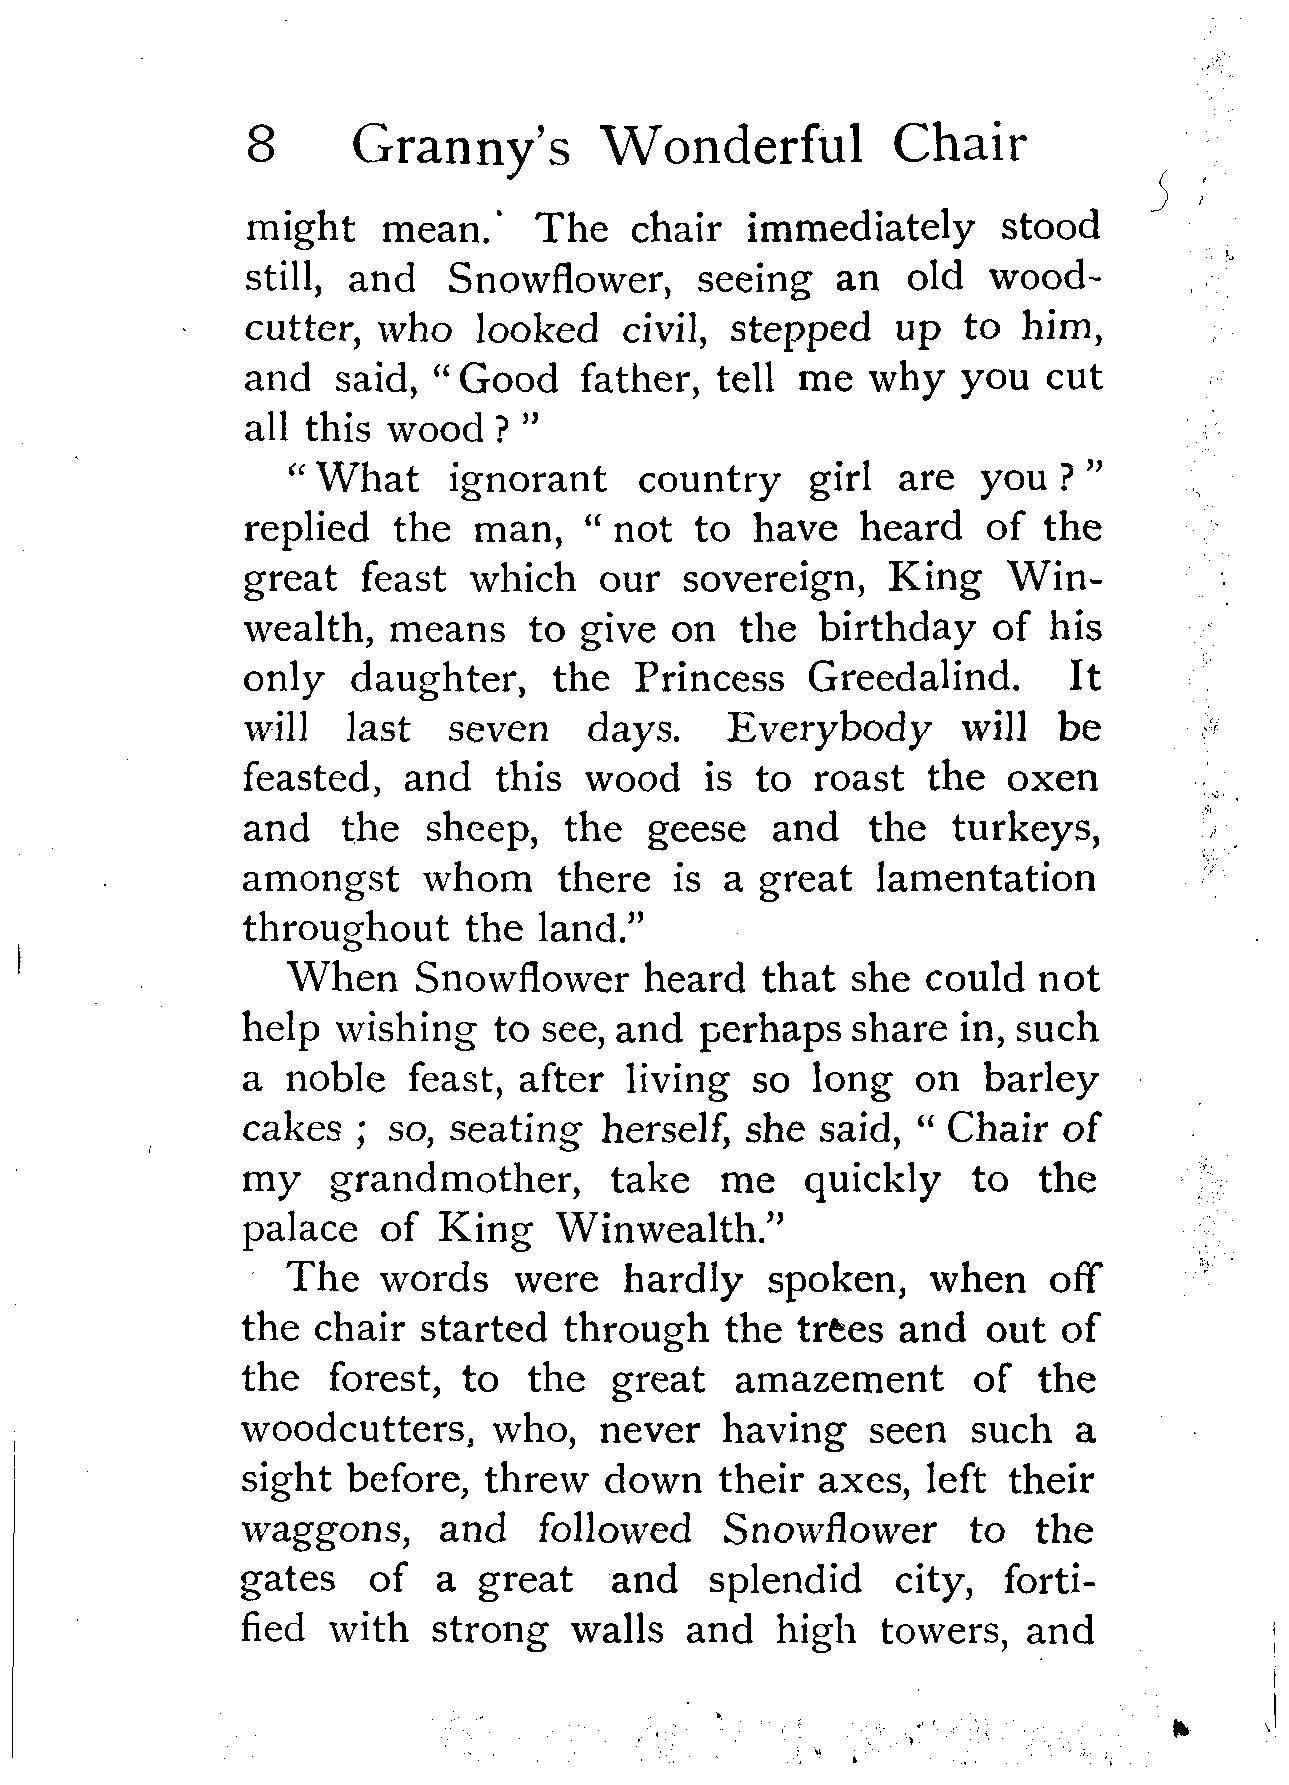 8 Granny's Wonderful Chair
might mean. The chair immediately stood
still, and Snowflower, seeing an old wood-
cutter, who looked civil, stepped up to him,
and said, “Good father, tell me why you cut
all this wood ? ”
“ What ignorant country girl are you ? ”
replied the man, “ not to have heard of the
great feast which our sovereign, King Win-
wealth, means to give on the birthday of his
only daughter, the Princess Greedalind. It
will last seven days. Everybody will be
feasted, and this wood is to roast the oxen
and the sheep, the geese and the turkeys,
amongst whom there is a great lamentation
throughout the land.”
When Snowflower heard that she could not
help wishing to see, and perhaps share in, such
a noble feast, after living so long on barley
cakes ; so, seating herself, she said, “ Chair of
my grandmother, take me quickly to the
palace of King Winwealth.”
The words were hardly spoken, when off
the chair started through the trees and out of
the forest, to the great amazement of the
woodcutters, who, never having seen such a
sight before, threw down their axes, left their
waggons, and followed Snowflower to the
gates of a great and splendid city, forti-
fied with strong walls and high towers, and